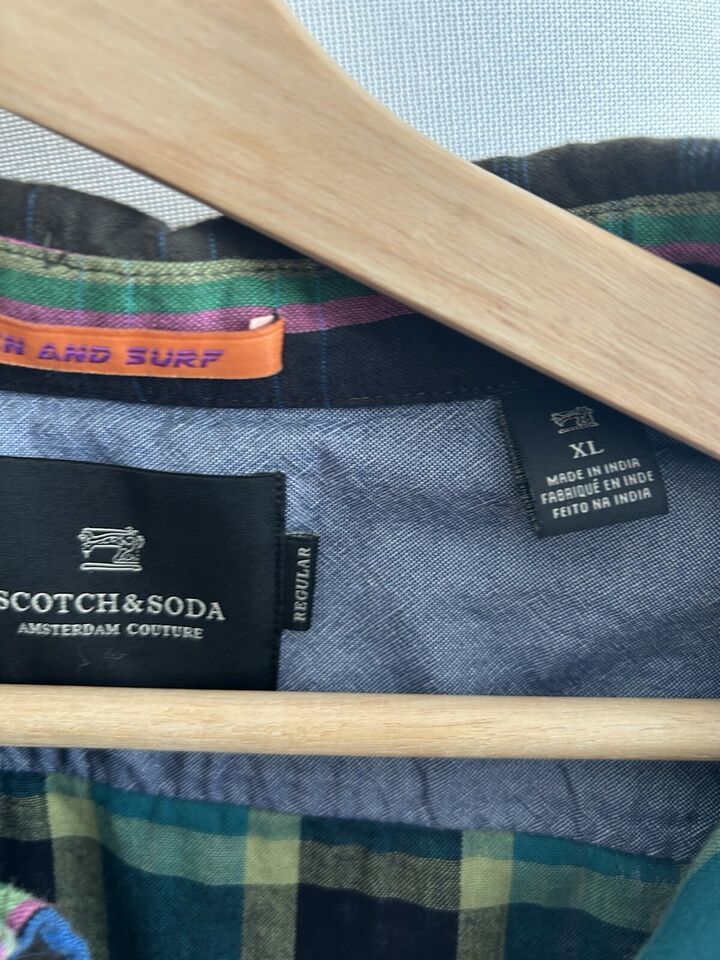 N AND SURF
XL
MADE IN INDIA
FABRIQUÉ EN INDE
FEITO NA INDIA
REGULAR
SCOTCH & SODA
AMSTERDAM COUTURE